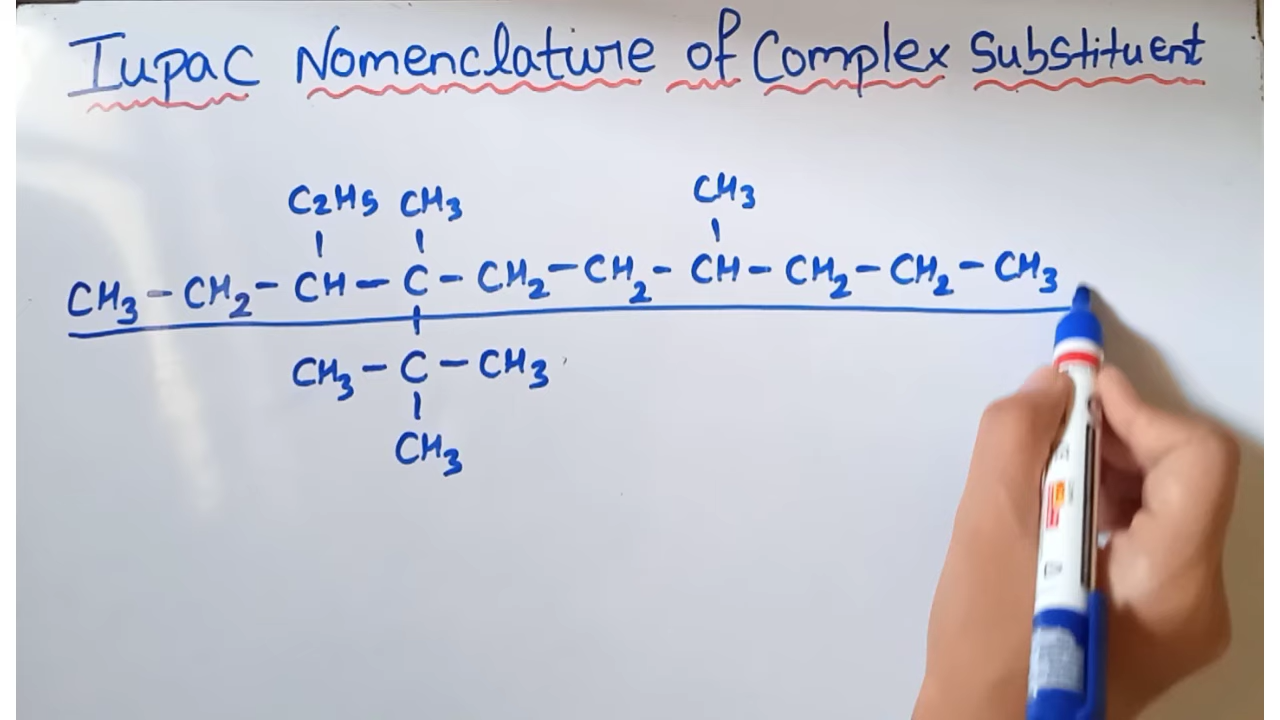 Iupac Nomenclature of Complex Substituent
C2H5 CH3 CH3
CH3-CH2-CH-C-CH2-CH2-CH-CH2-CH2-CH3
CH3-C-CH3
CH3